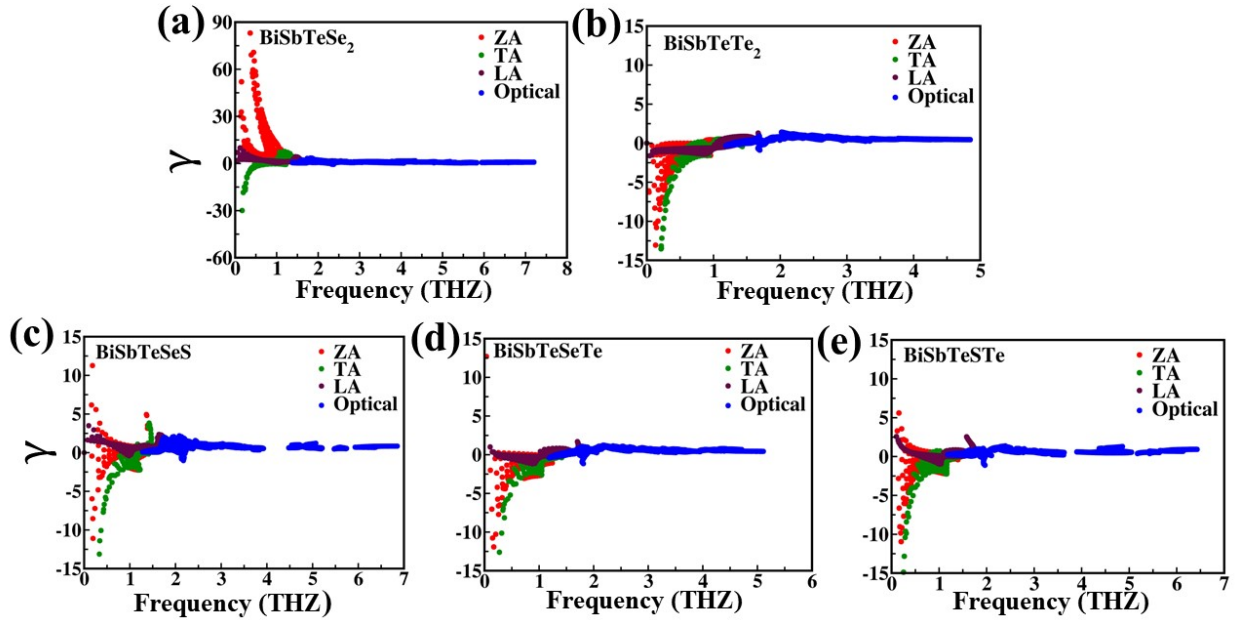 (a)
BiSbTeSe2
ZA
TA
LA
Optical
90
60
30
0
-30
-60
γ
0 1 2 3 4 5 6 7 8
Frequency (THZ)
(b)
BiSbTeTe2
ZA
TA
LA
Optical
15
10
5
0
-5
-10
-15
0 1 2 3 4 5
Frequency (THZ)
(c)
BiSbTeSeS
ZA
TA
LA
Optical
15
10
5
0
-5
-10
-15
γ
0 1 2 3 4 5 6 7
Frequency (THZ)
(d)
BiSbTeSeTe
ZA
TA
LA
Optical
15
10
5
0
-5
-10
-15
0 1 2 3 4 5 6
Frequency (THZ)
(e)
BiSbTeSTe
ZA
TA
LA
Optical
15
10
5
0
-5
-10
-15
0 1 2 3 4 5 6 7
Frequency (THZ)